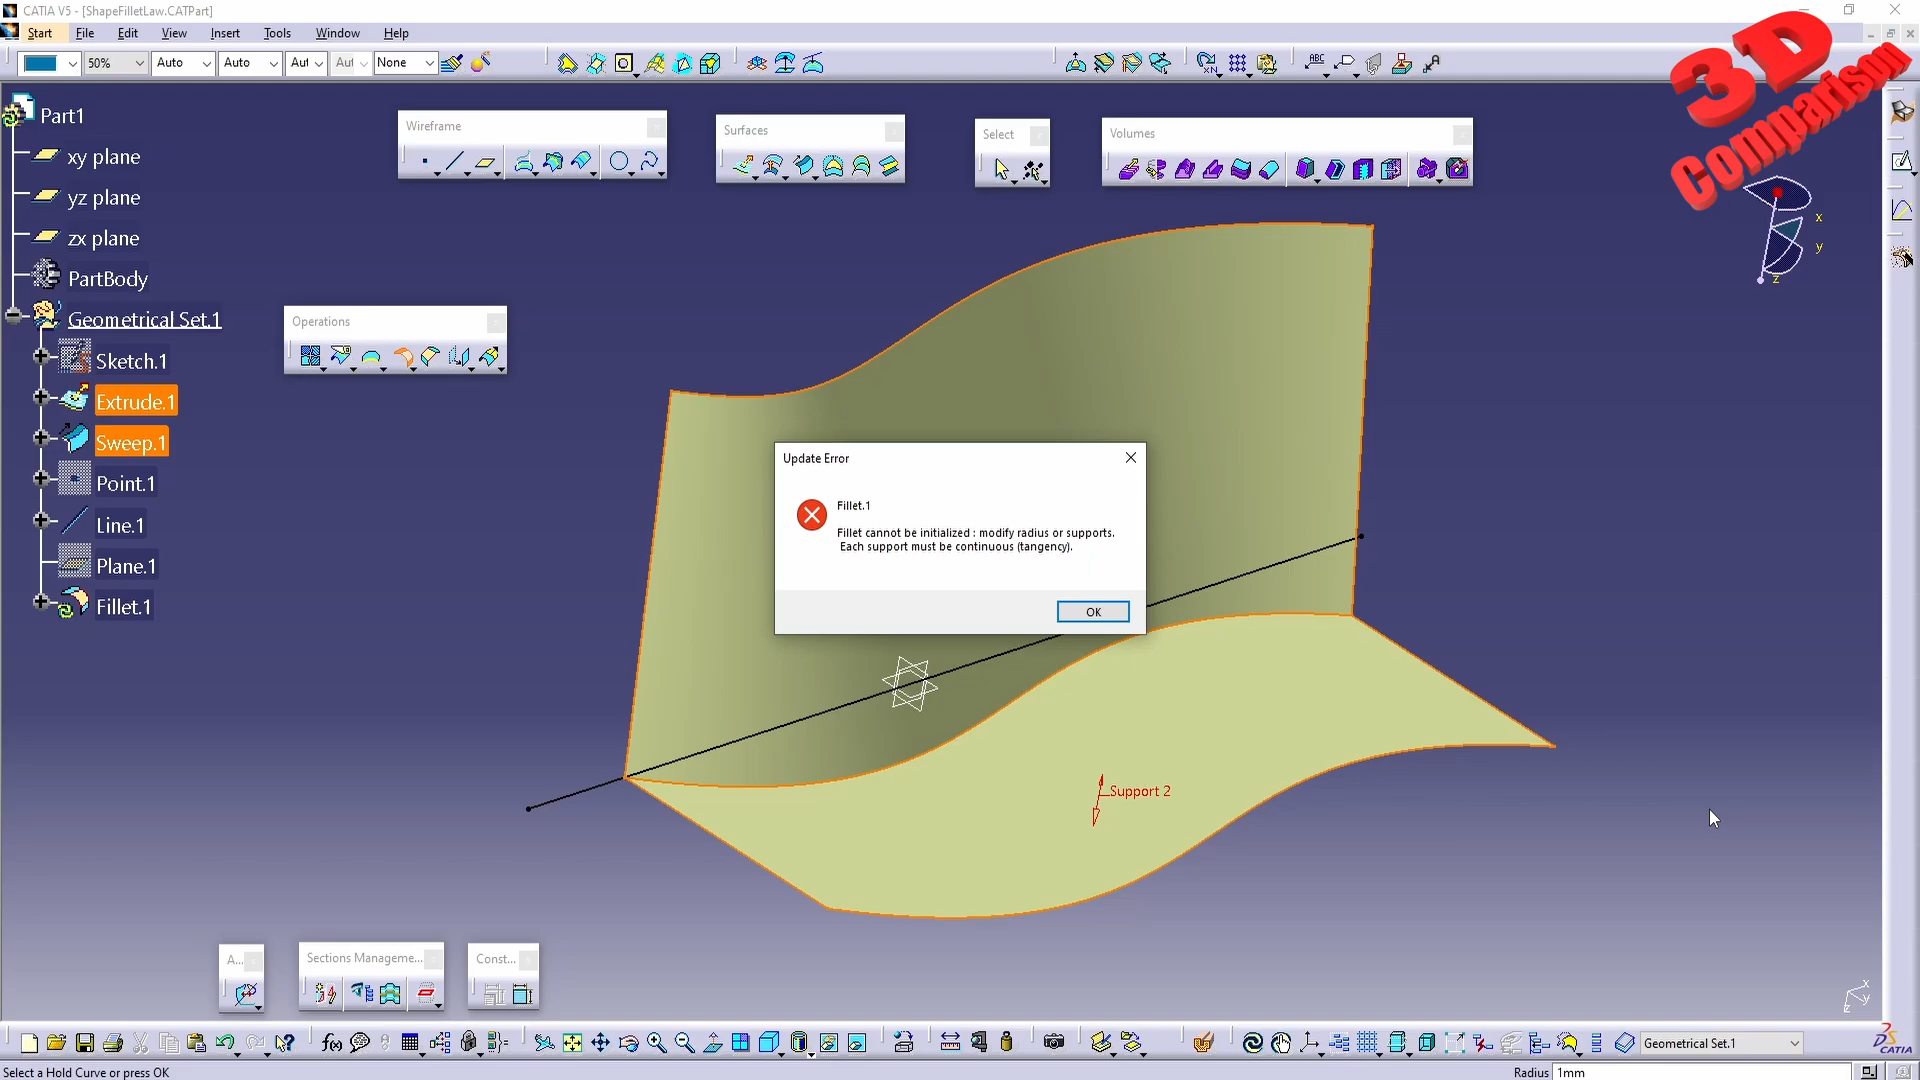 CATIA V5 - [ShapeFilletLaw.CATPart]
Start File Edit View Insert Tools Window Help
50% Auto Auto Aut Aut None
ABC
3D
Comparison
Part1
xy plane
yz plane
zx plane
PartBody
Geometrical Set.1
Sketch.1
Extrude.1
Sweep.1
Point.1
Line.1
Plane.1
Fillet.1
Wireframe
Surfaces
Select
Volumes
Operations
x
y
z
Update Error
Fillet.1
Fillet cannot be initialized : modify radius or supports.
Each support must be continuous (tangency).
OK
Support 2
A...
Sections Manageme...
Const...
x
y
z
f(x)
Geometrical Set.1
CATIA
Select a Hold Curve or press OK
Radius 1mm